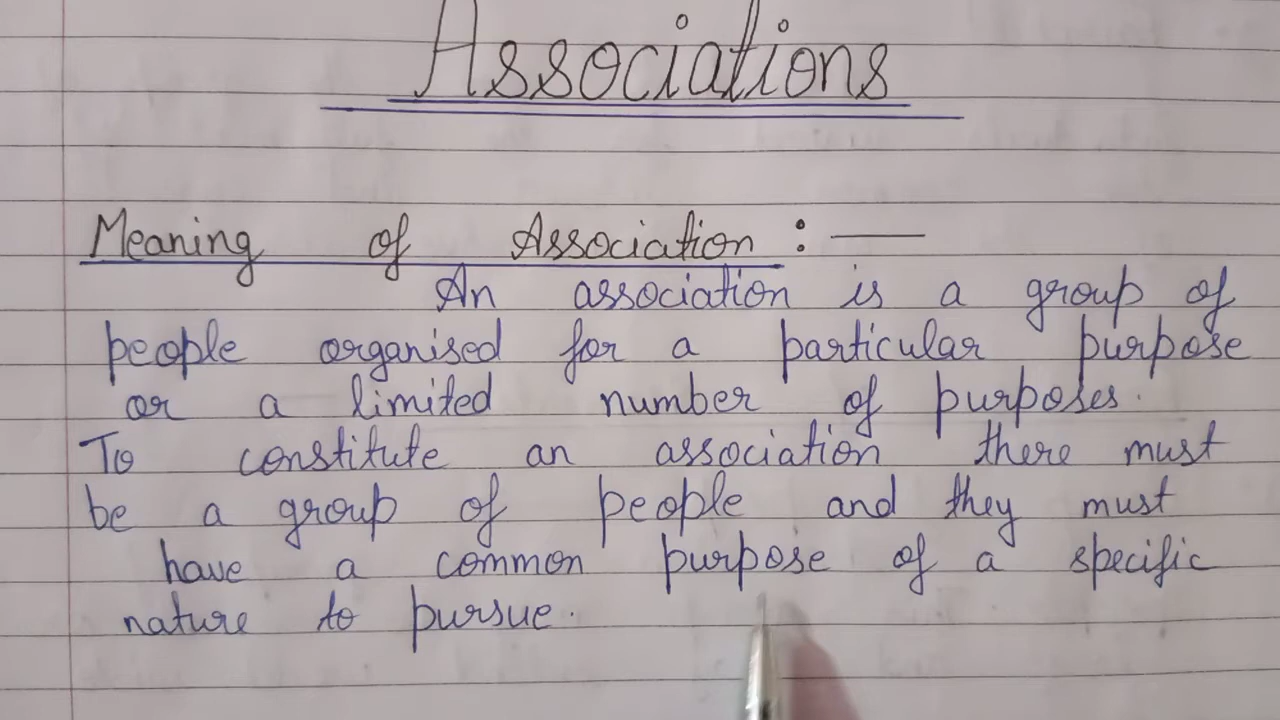 Associations
Meaning of Association : —
An association is a group of
people organised for a particular purpose
or a limited number of purposes.
To constitute an association there must
be a group of people and they must
have a common purpose of a specific
nature to pursue.